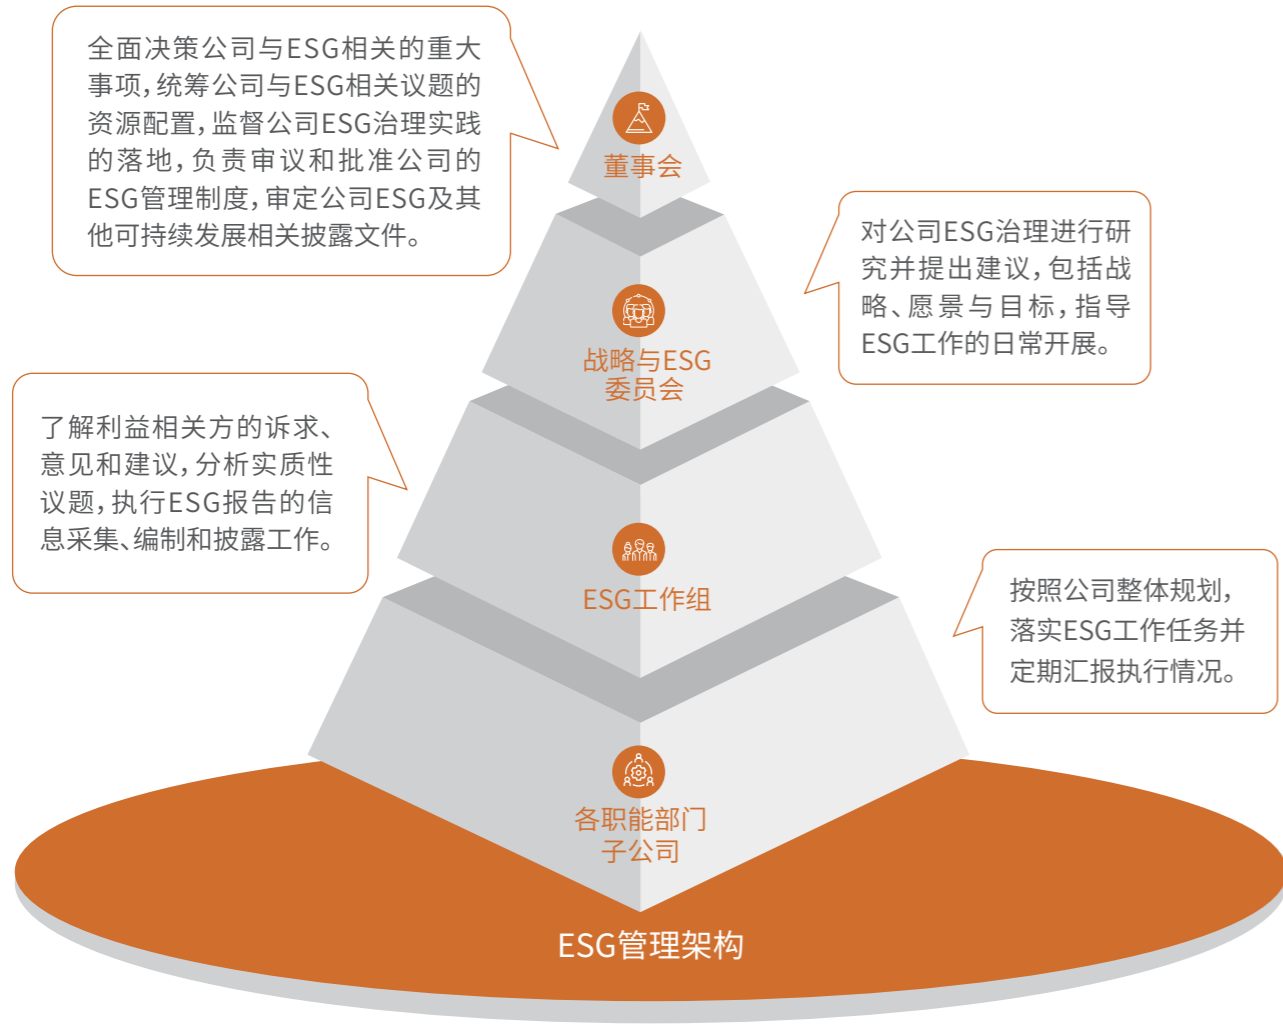 全面决策公司与ESG相关的重大
事项，统筹公司与ESG相关议题的
资源配置，监督公司ESG治理实践
的落地，负责审议和批准公司的
ESG管理制度，审定公司ESG及其
他可持续发展相关披露文件。
董事会
对公司ESG治理进行研
究并提出建议，包括战
略、愿景与目标，指导
ESG工作的日常开展。
战略与ESG
委员会
了解利益相关方的诉求、
意见和建议，分析实质性
议题，执行ESG报告的信
息采集、编制和披露工作。
ESG工作组
按照公司整体规划，
落实ESG工作任务并
定期汇报执行情况。
各职能部门
子公司
ESG管理架构